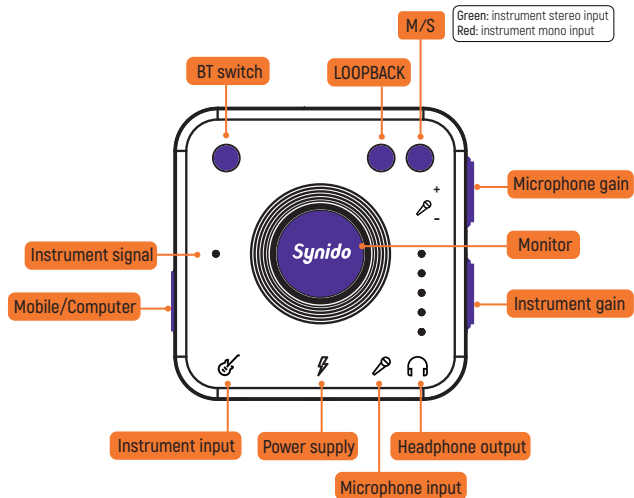 M/S
Green: instrument stereo input
Red: instrument mono input
BT switch
LOOPBACK
Microphone gain
+
-
Synido
Monitor
Instrument signal
Mobile/Computer
Instrument gain
Instrument input
Power supply
Headphone output
Microphone input